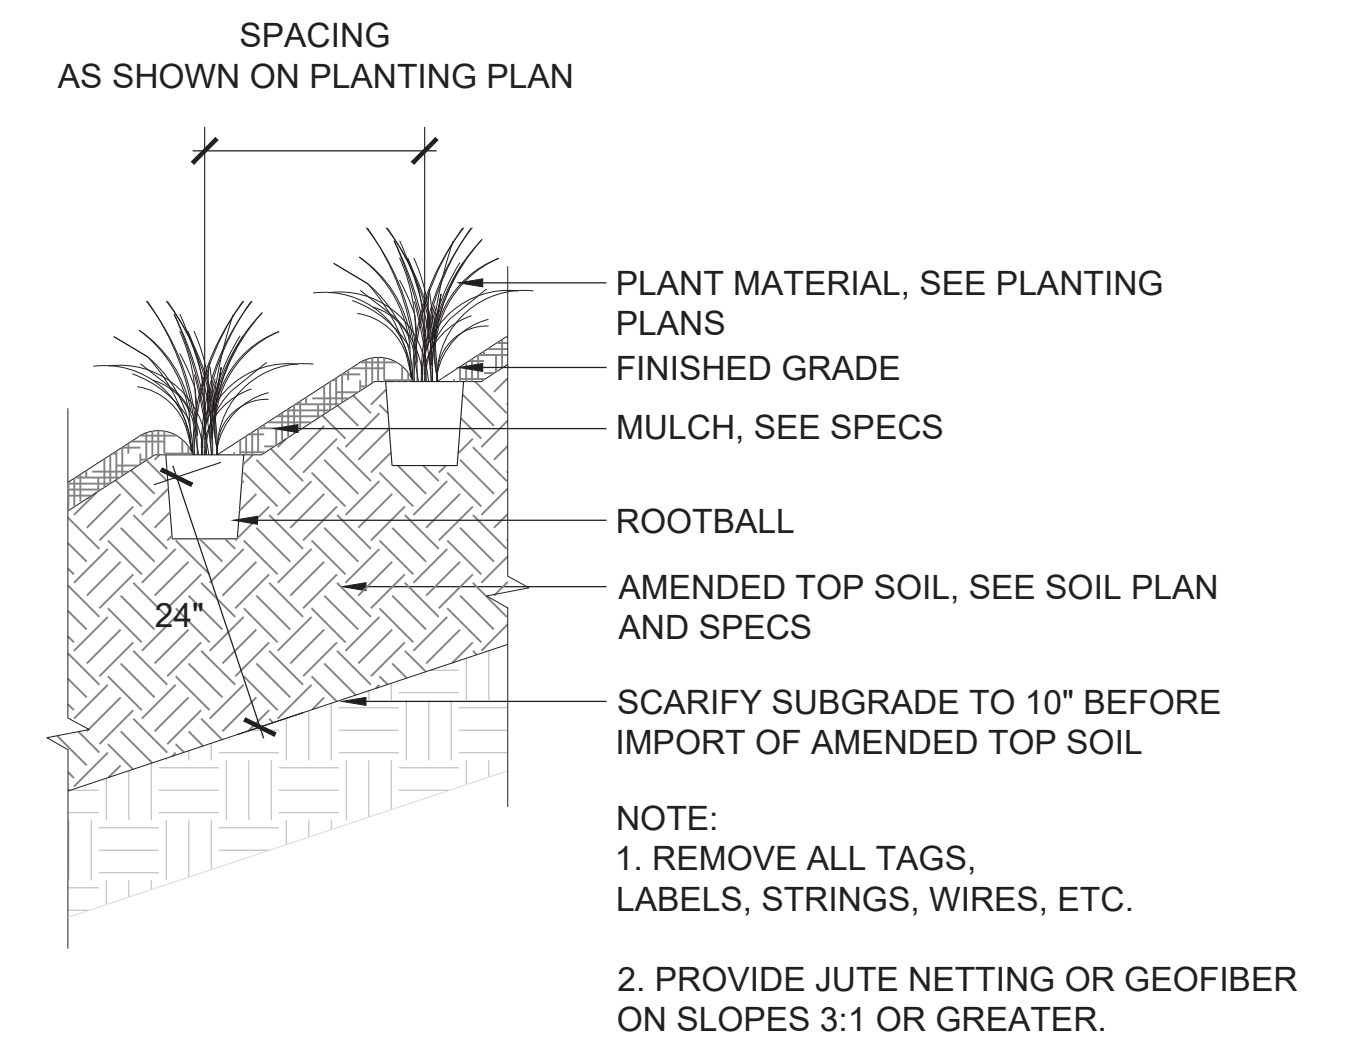 SPACING
AS SHOWN ON PLANTING PLAN
PLANT MATERIAL, SEE PLANTING
PLANS
FINISHED GRADE
MULCH, SEE SPECS
ROOTBALL
AMENDED TOP SOIL, SEE SOIL PLAN
AND SPECS
24"
SCARIFY SUBGRADE TO 10" BEFORE
IMPORT OF AMENDED TOP SOIL
NOTE:
1. REMOVE ALL TAGS,
LABELS, STRINGS, WIRES, ETC.
2. PROVIDE JUTE NETTING OR GEOFIBER
ON SLOPES 3:1 OR GREATER.